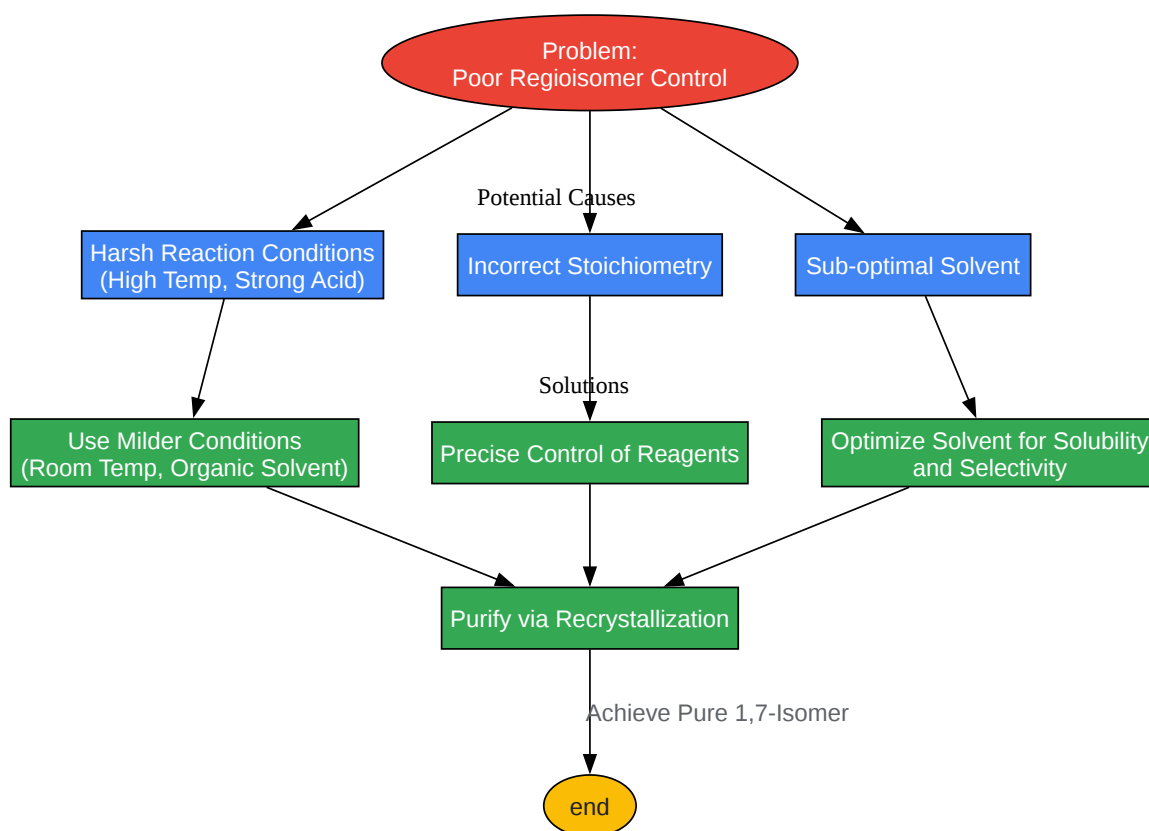 Problem:
Poor Regioisomer Control
Potential Causes
Harsh Reaction Conditions
(High Temp, Strong Acid)
Incorrect Stoichiometry
Sub-optimal Solvent
Solutions
Use Milder Conditions
(Room Temp, Organic Solvent)
Precise Control of Reagents
Optimize Solvent for Solubility
and Selectivity
Purify via Recrystallization
Achieve Pure 1,7-Isomer
end